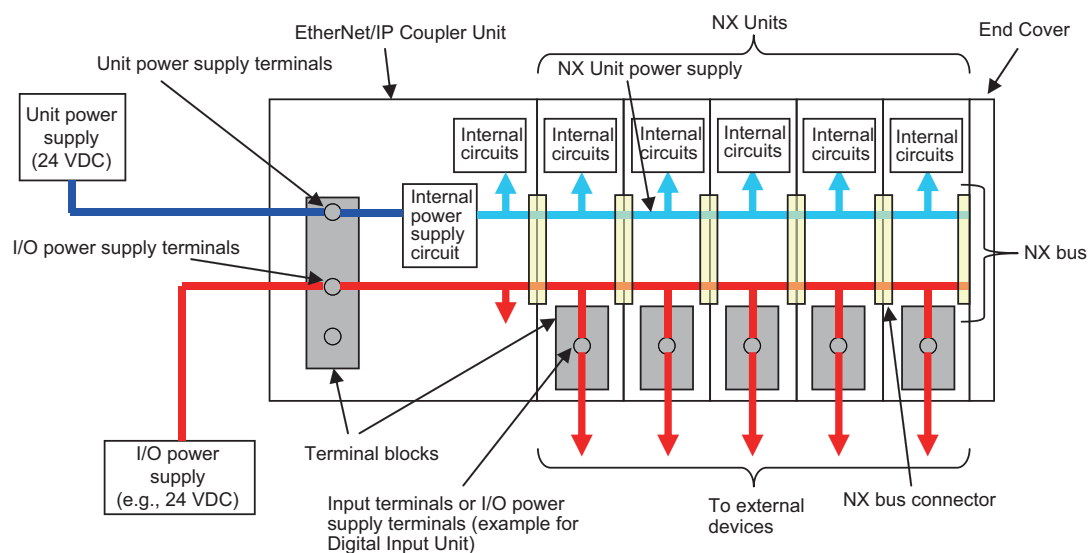 EtherNet/IP Coupler Unit
NX Units
End Cover
Unit power supply terminals
NX Unit power supply
Unit power
supply
(24 VDC)
Internal
circuits
Internal
circuits
Internal
circuits
Internal
circuits
Internal
circuits
Internal
circuits
Internal
power
supply
circuit
I/O power supply terminals
NX bus
I/O power
supply
(e.g., 24 VDC)
Terminal blocks
Input terminals or I/O power
supply terminals (example for
Digital Input Unit)
To external
devices
NX bus connector